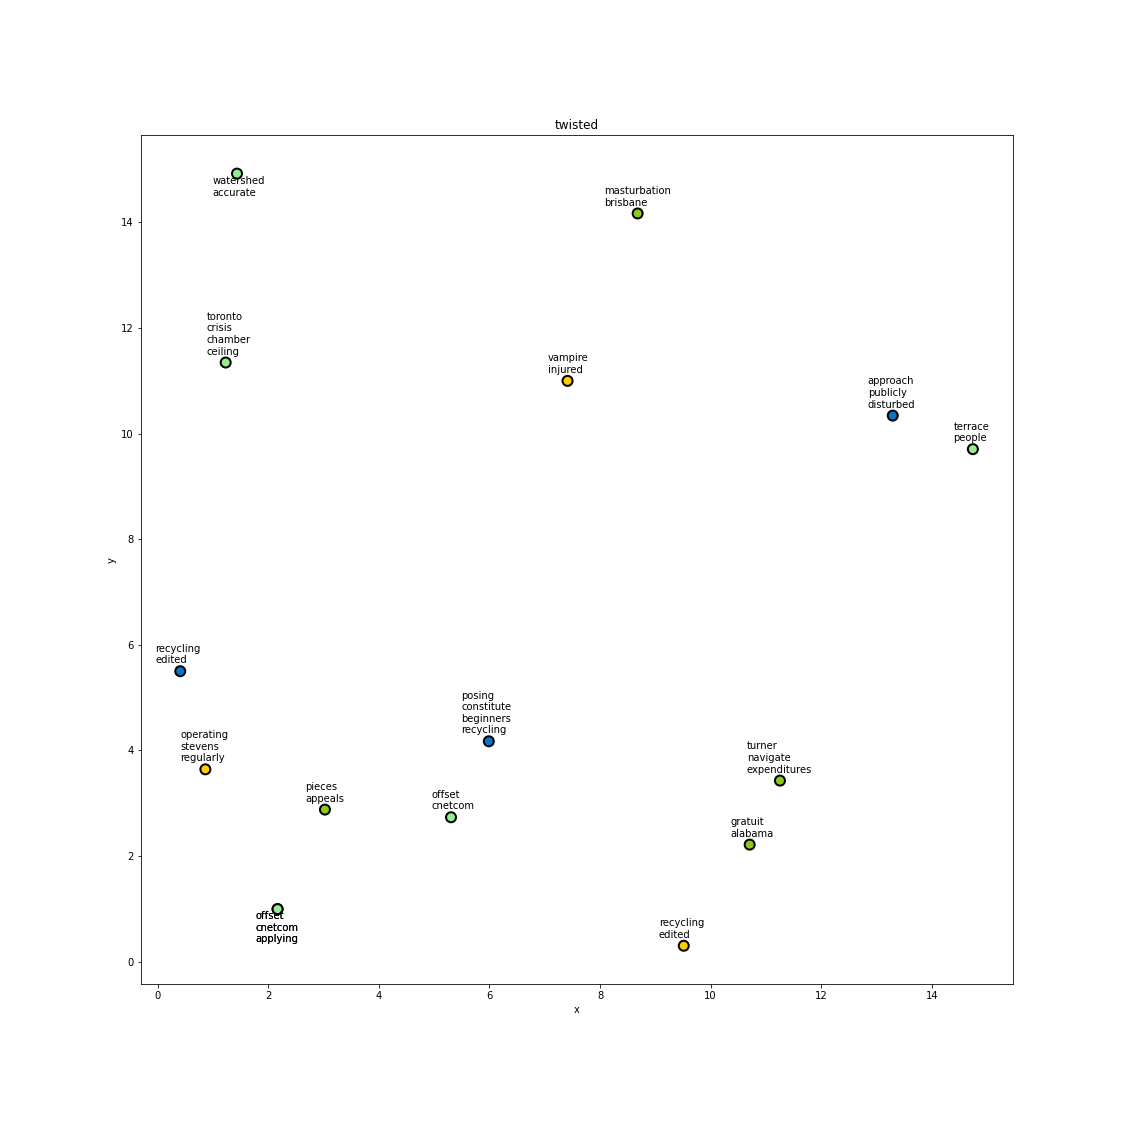 twisted
watershed
accurate
masturbation
brisbane
toronto
crisis
chamber
ceiling
vampire
injured
approach
publicly
disturbed
terrace
people
recycling
edited
posing
constitute
beginners
recycling
operating
stevens
regularly
turner
navigate
expenditures
pieces
appeals
offset
cnetcom
gratuit
alabama
offset
cnetcom
applying
recycling
edited
14
12
10
8
6
4
2
0
y
0 2 4 6 8 10 12 14
x